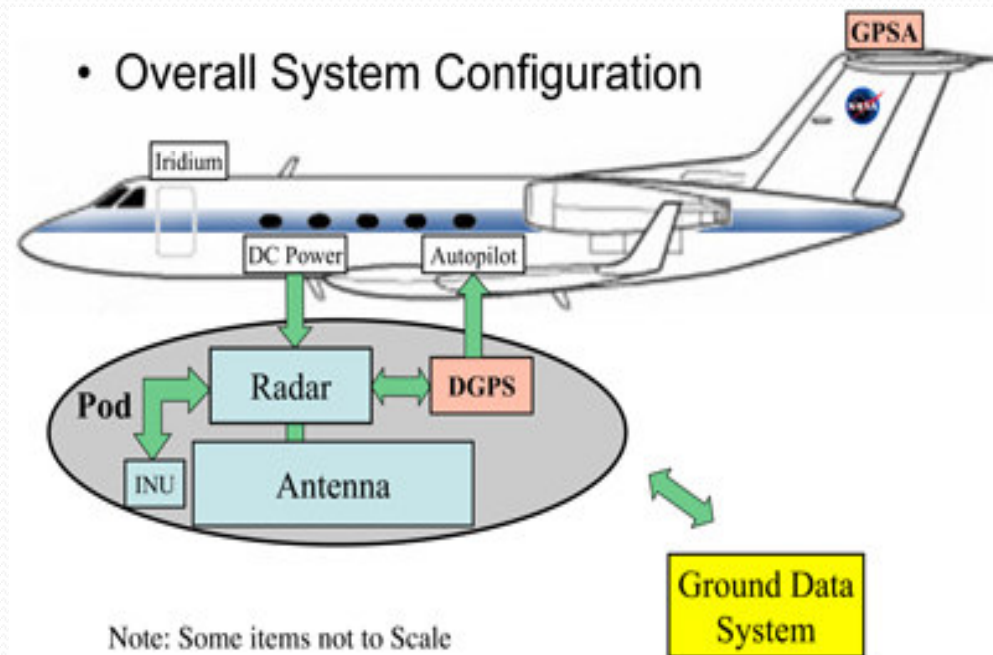 GPSA
• Overall System Configuration
NASA
Iridium
DC Power
Autopilot
Radar
DGPS
Pod
INU
Antenna
Ground Data
System
Note: Some items not to Scale